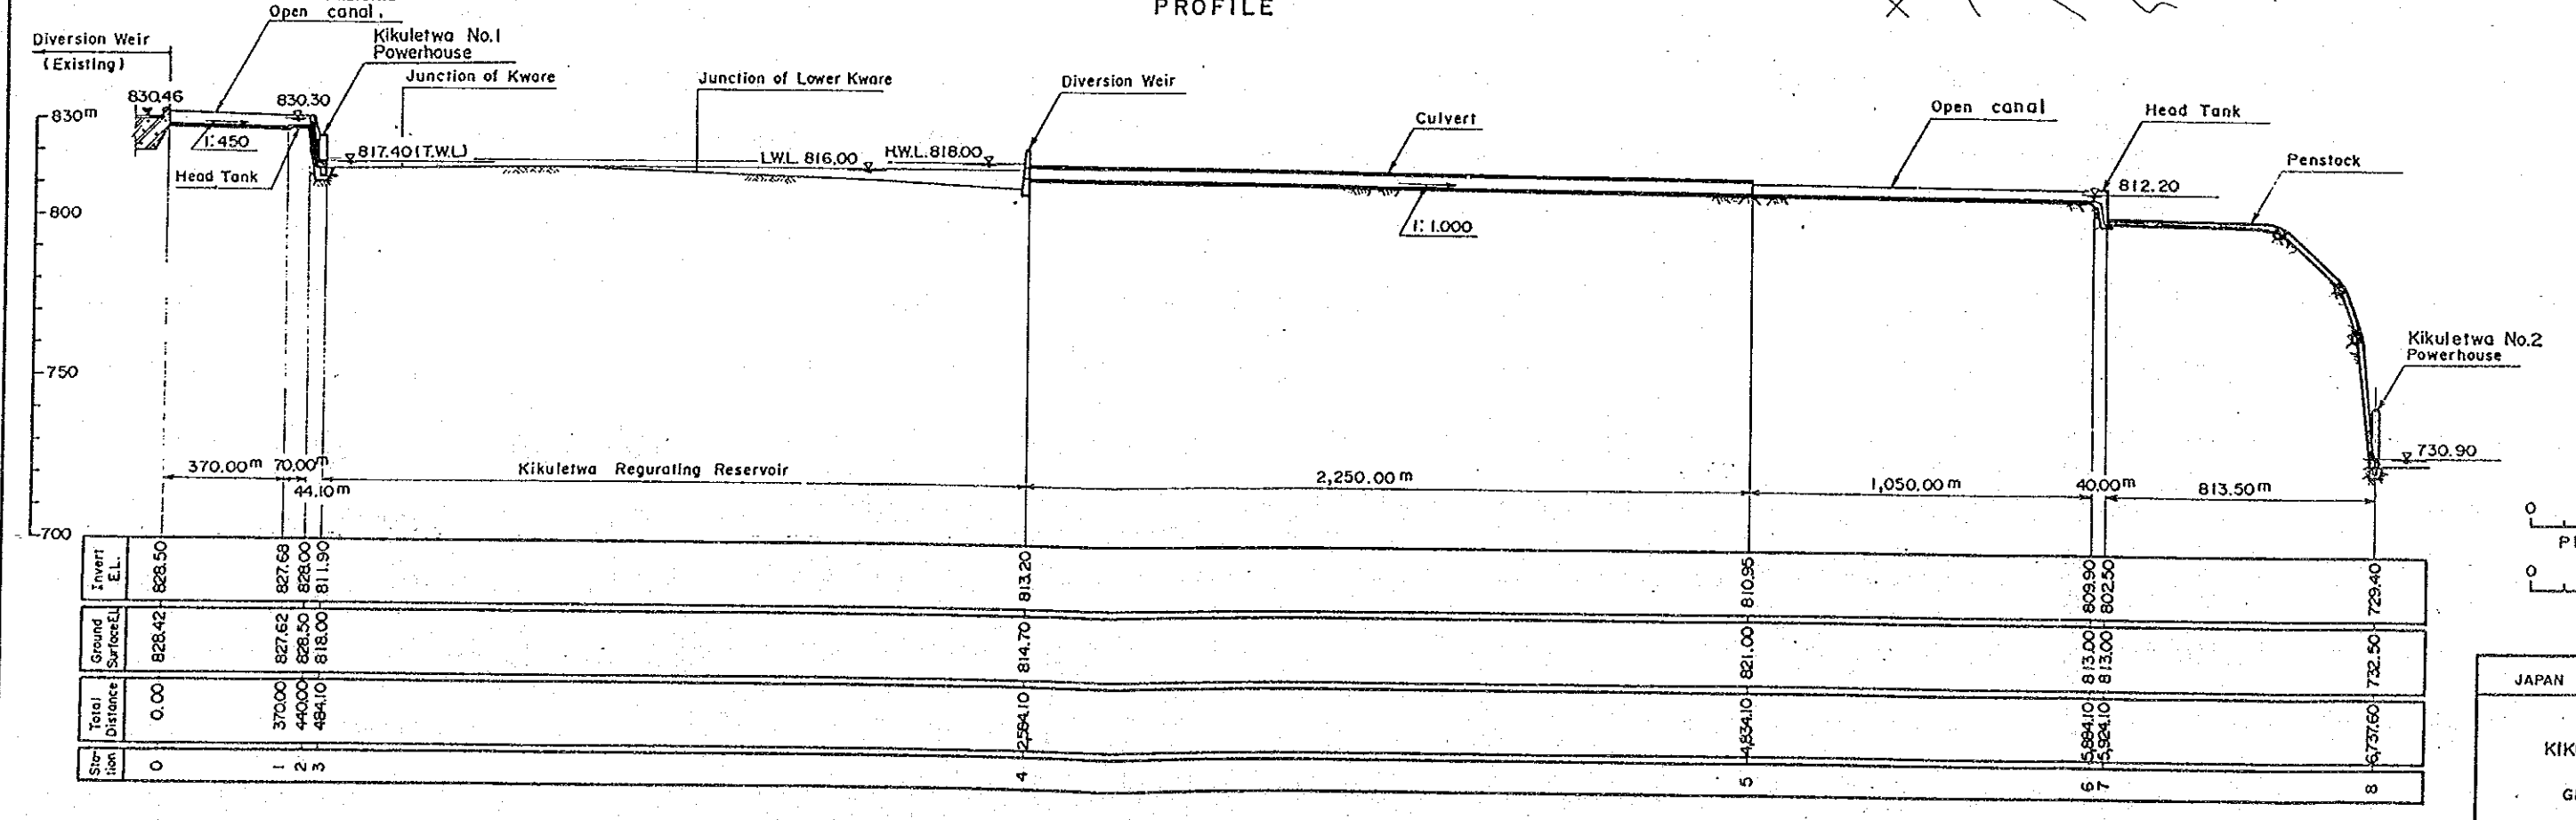 PROFILE
Open canal.
Diversion Weir
(Existing)
Kikuletwa No.1
Powerhouse
Junction of Kware
Junction of Lower Kware
Diversion Weir
Culvert
Open canal
Head Tank
Penstock
830.46
830.30
830m
1:450
Head Tank
817.40(T.W.L)
L.W.L. 816.00
H.W.L. 818.00
1:1.000
812.20
800
750
700
Kikuletwa No.2
Powerhouse
730.90
370.00m
70.00m
44.10m
Kikuletwa Regurating Reservoir
2,250.00m
1,050.00m
40.00m
813.50m
Invert E.L. 828.50 827.68 828.00 811.90 813.20 810.95 809.90 802.50 729.40
Ground Surface E.L. 828.42 827.62 828.50 818.00 814.70 821.00 813.00 813.00 732.50
Total Distance 0.00 370.00 440.00 484.10 2,584.10 4,834.10 5,884.10 5,924.10 6,737.60
Sta-tion 0 1 2 3 4 5 6 7 8
0
0
JAPAN